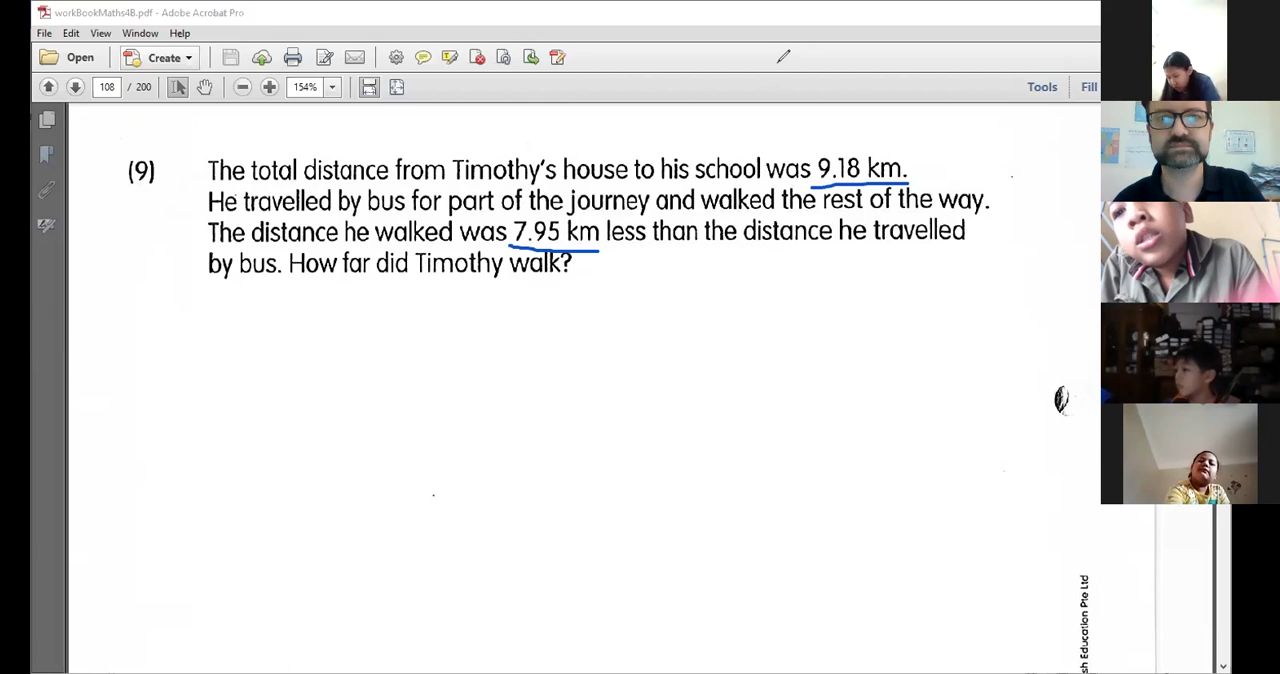 workBookMaths4B.pdf - Adobe Acrobat Pro
File Edit View Window Help
Open Create
108 / 200 154% Tools Fill
(9) The total distance from Timothy's house to his school was 9.18 km.
He travelled by bus for part of the journey and walked the rest of the way.
The distance he walked was 7.95 km less than the distance he travelled
by bus. How far did Timothy walk?
sh Education Pte Ltd